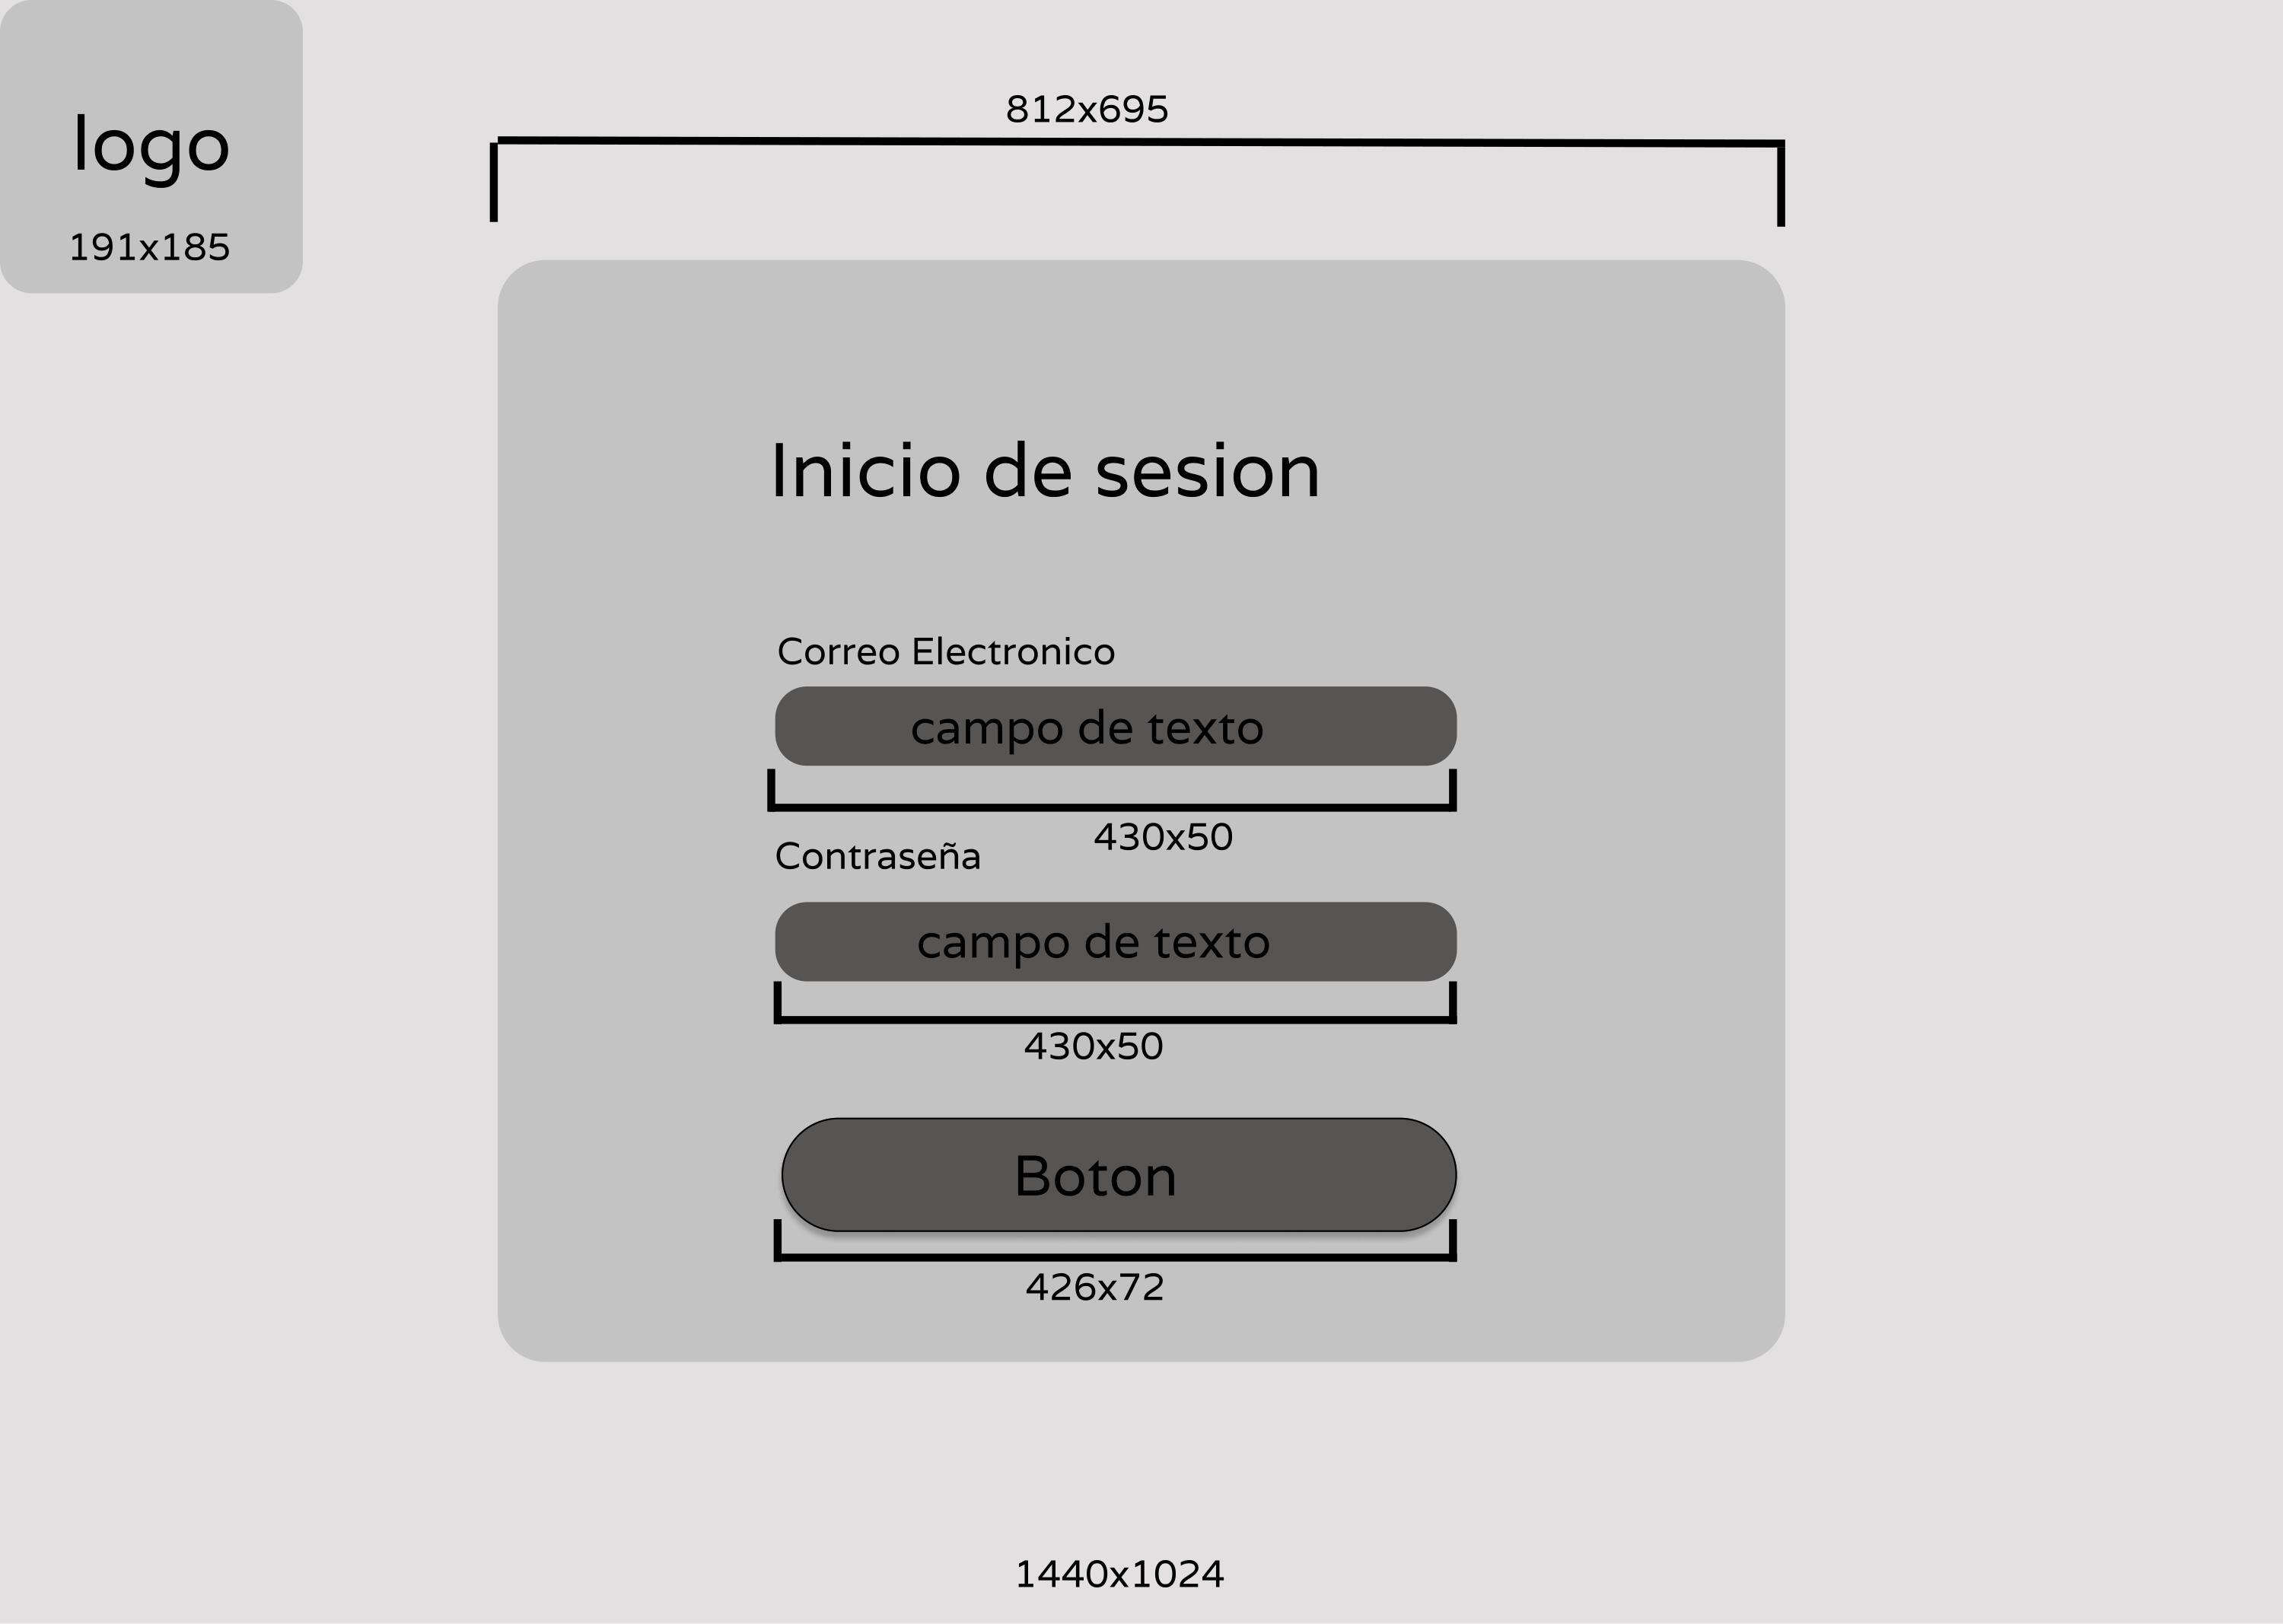 812x695
logo
191x185
Inicio de sesion
Correo Electronico
campo de texto
430x50
Contraseña
campo de texto
430x50
Boton
426x72
1440x1024